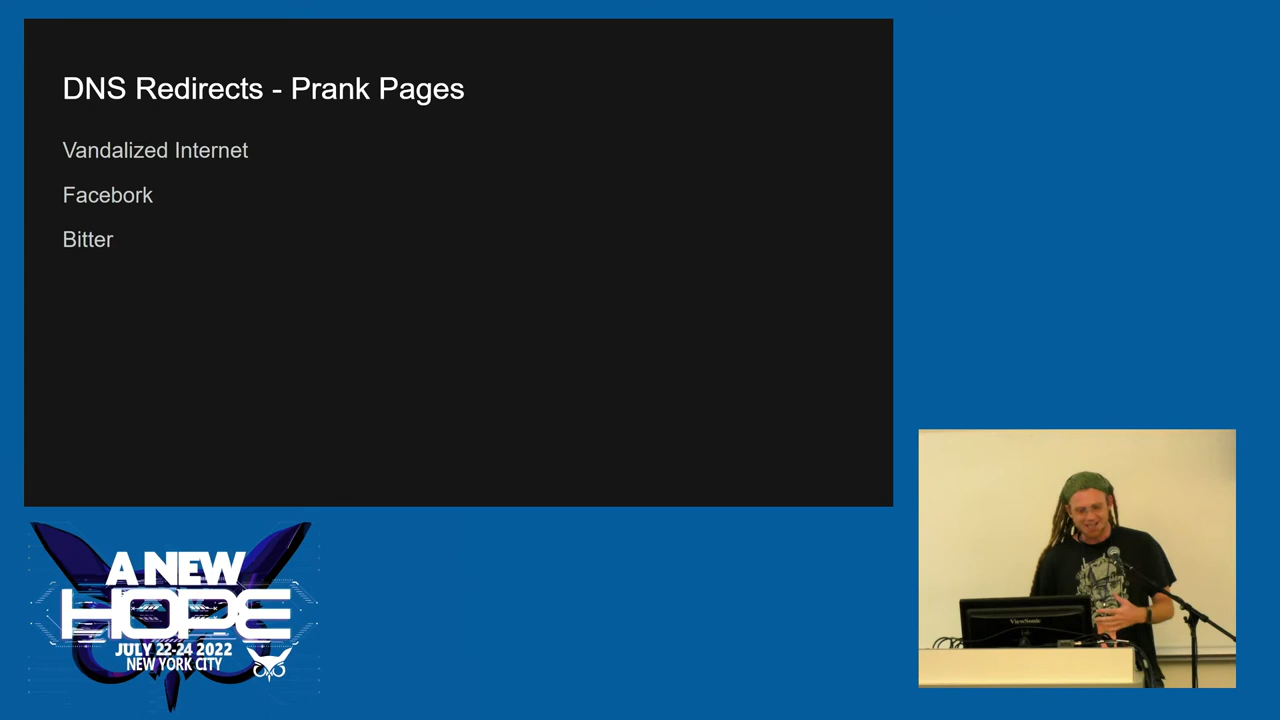 DNS Redirects - Prank Pages
Vandalized Internet
Facebork
Bitter
A NEW
HOPE
JULY 22-24 2022
NEW YORK CITY
ViewSonic